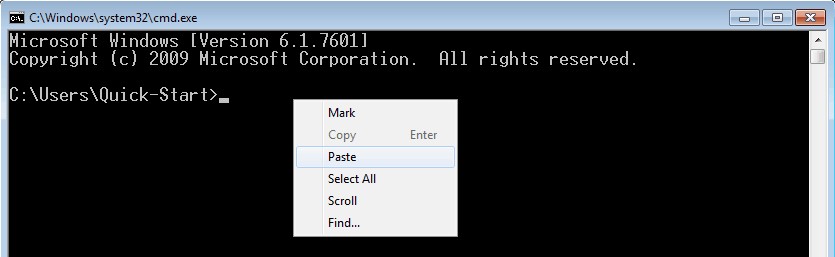 C:\Windows\system32\cmd.exe
Microsoft Windows [Version 6.1.7601]
Copyright (c) 2009 Microsoft Corporation.  All rights reserved.
C:\Users\Quick-Start>_
Mark
Copy Enter
Paste
Select All
Scroll
Find...